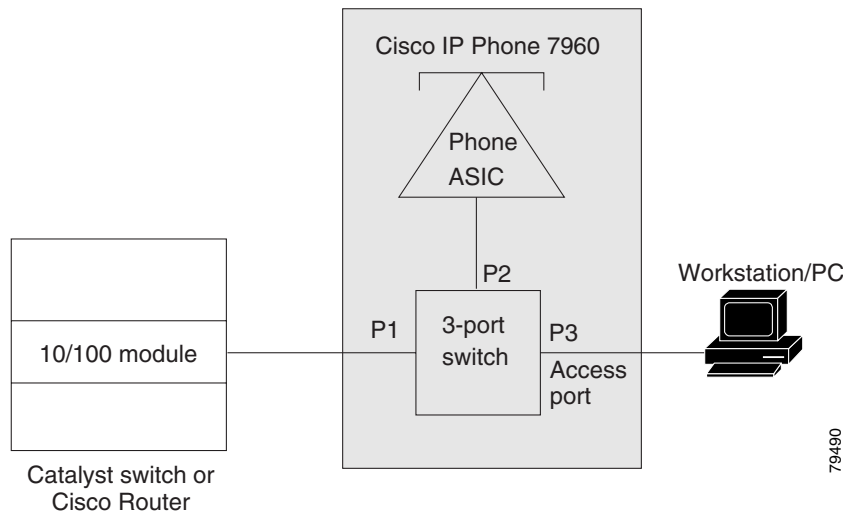 Cisco IP Phone 7960
Phone
ASIC
P2
Workstation/PC
P1
3-port
switch
P3
10/100 module
Access
port
Catalyst switch or
Cisco Router
79490